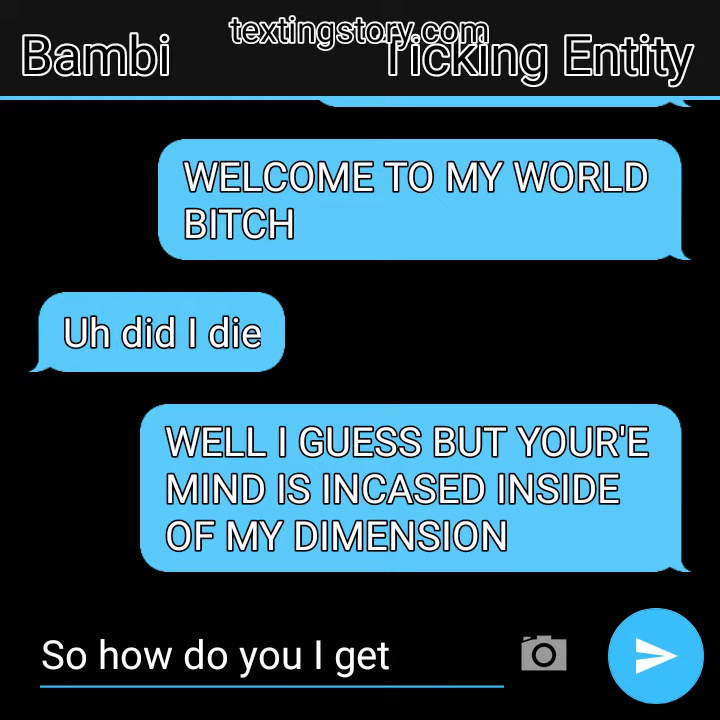 textingstory.com
Bambi
Ticking Entity
WELCOME TO MY WORLD
BITCH
Uh did I die
WELL I GUESS BUT YOUR'E
MIND IS INCASED INSIDE
OF MY DIMENSION
So how do you I get